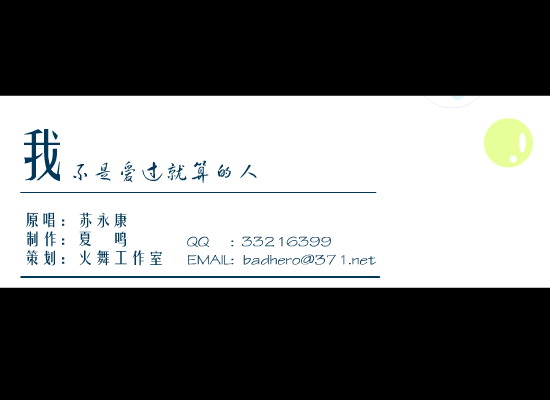 我不是爱过就算的人
原唱：苏永康
制作：夏 鸣 QQ : 33216399
策划：火舞工作室 EMAIL: badhero@371.net